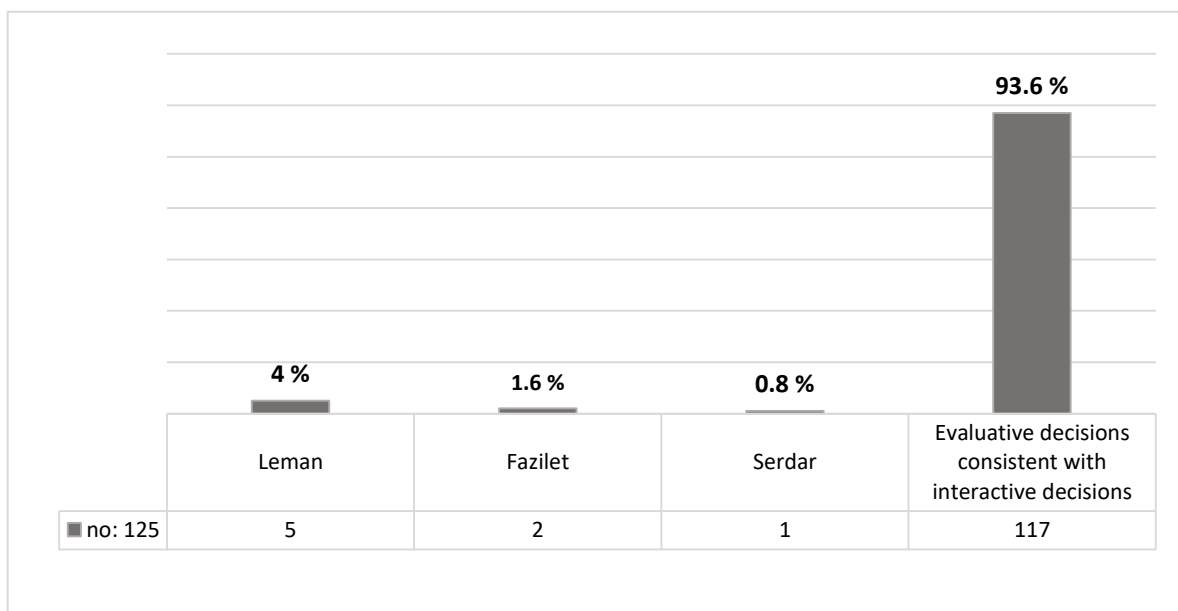 93.6 %
4 %
1.6 %
0.8 %
Leman
Fazilet
Serdar
Evaluative decisions
consistent with
interactive decisions
no: 125
5
2
1
117